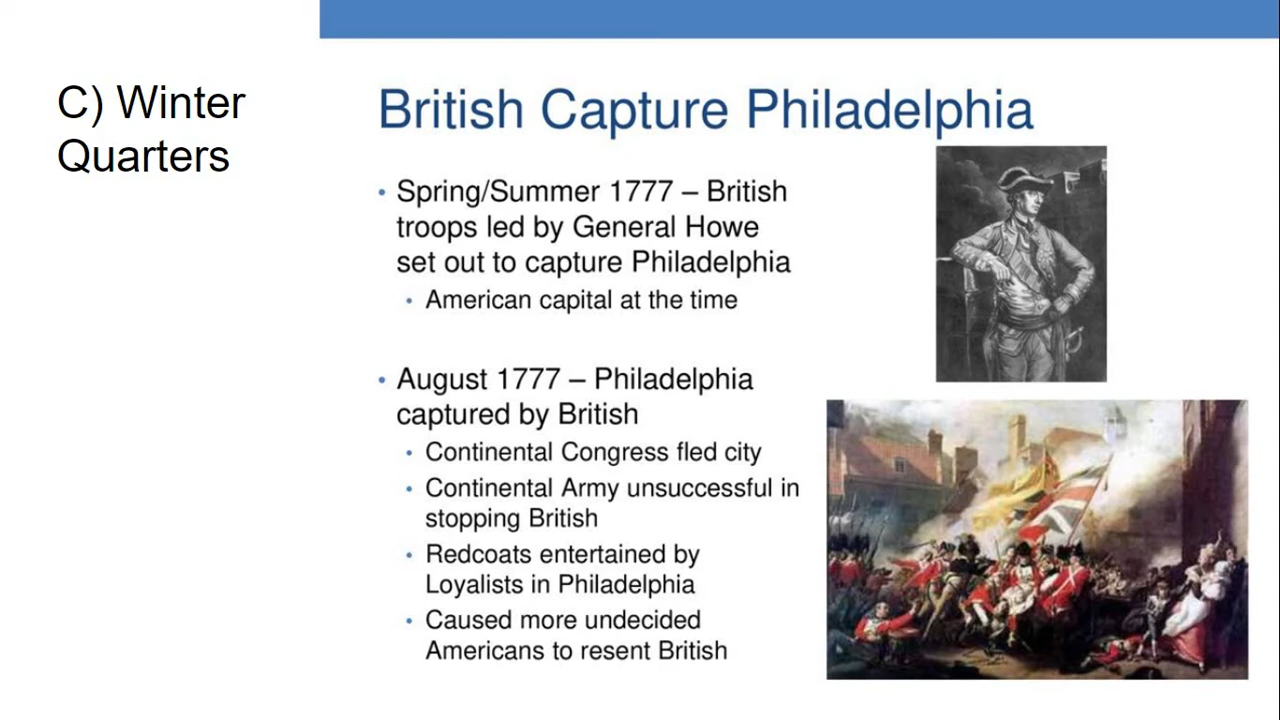 C) Winter
Quarters
British Capture Philadelphia
• Spring/Summer 1777 – British
troops led by General Howe
set out to capture Philadelphia
• American capital at the time
• August 1777 – Philadelphia
captured by British
• Continental Congress fled city
• Continental Army unsuccessful in
stopping British
• Redcoats entertained by
Loyalists in Philadelphia
• Caused more undecided
Americans to resent British